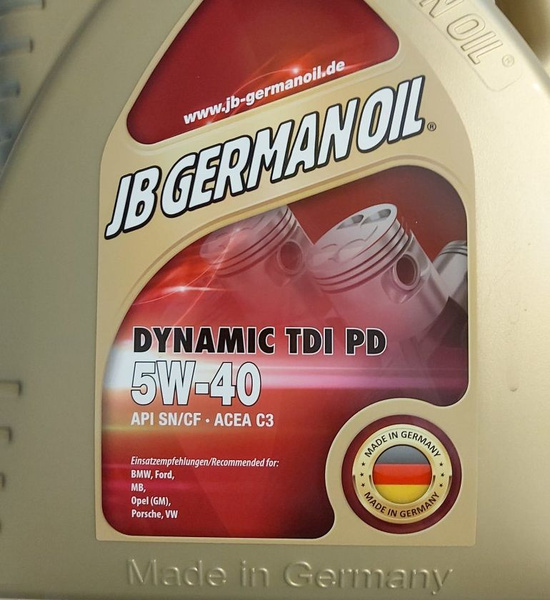 N OIL®
www.jb-germanoil.de
JB GERMAN OIL®
DYNAMIC TDI PD
5W-40
API SN/CF · ACEA C3
Einsatzempfehlungen/Recommended for:
BMW, Ford,
MB,
Opel (GM),
Porsche, VW
MADE IN GERMANY
MADE IN GERMANY
Made in Germany